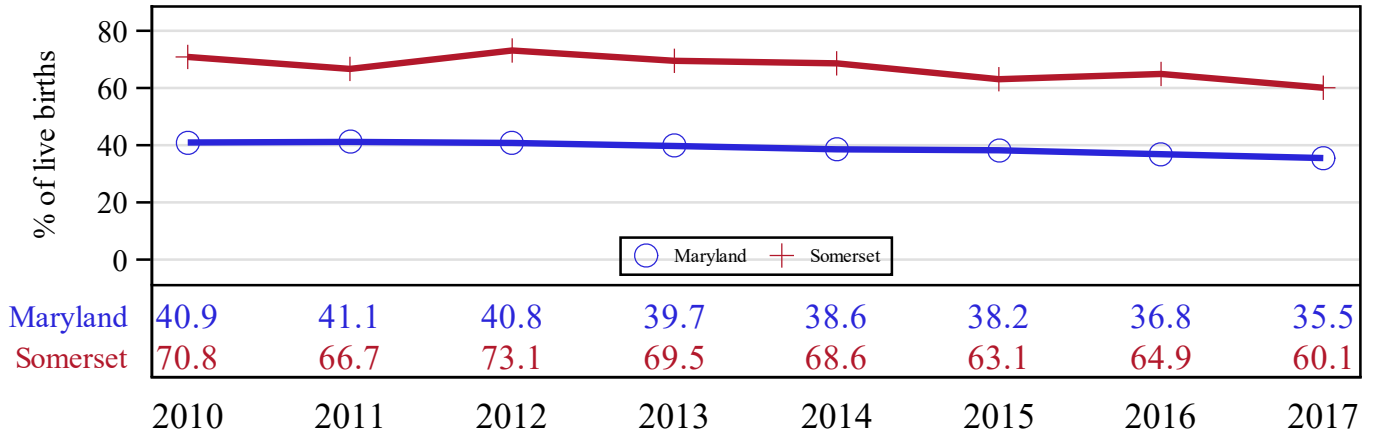 % of live births
80
60
40
20
0
Maryland Somerset
Maryland 40.9 41.1 40.8 39.7 38.6 38.2 36.8 35.5
Somerset 70.8 66.7 73.1 69.5 68.6 63.1 64.9 60.1
2010 2011 2012 2013 2014 2015 2016 2017